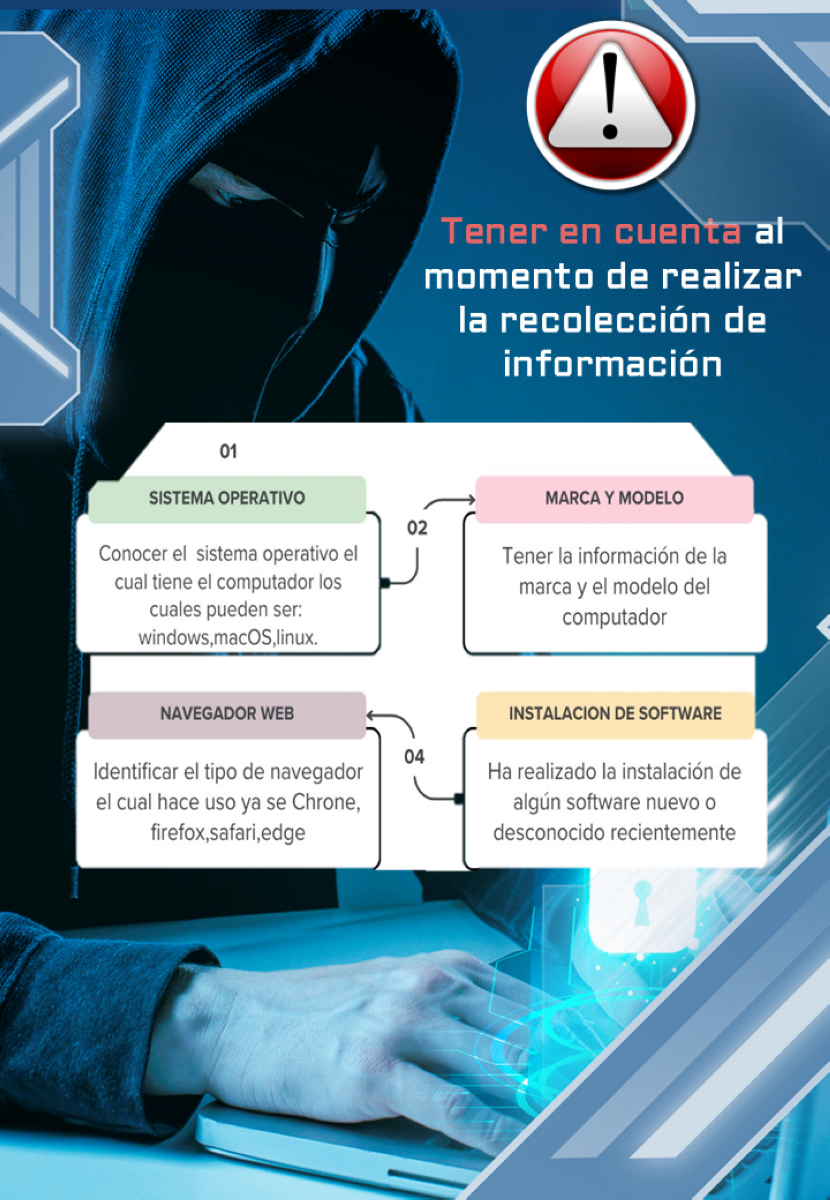 !
Tener en cuenta al
momento de realizar
la recolección de
información
01
SISTEMA OPERATIVO
Conocer el sistema operativo el
cual tiene el computador los
cuales pueden ser:
windows,macOS,linux.
02
MARCA Y MODELO
Tener la información de la
marca y el modelo del
computador
INSTALACION DE SOFTWARE
Ha realizado la instalación de
algún software nuevo o
desconocido recientemente
04
NAVEGADOR WEB
Identificar el tipo de navegador
el cual hace uso ya se Chrone,
firefox,safari,edge